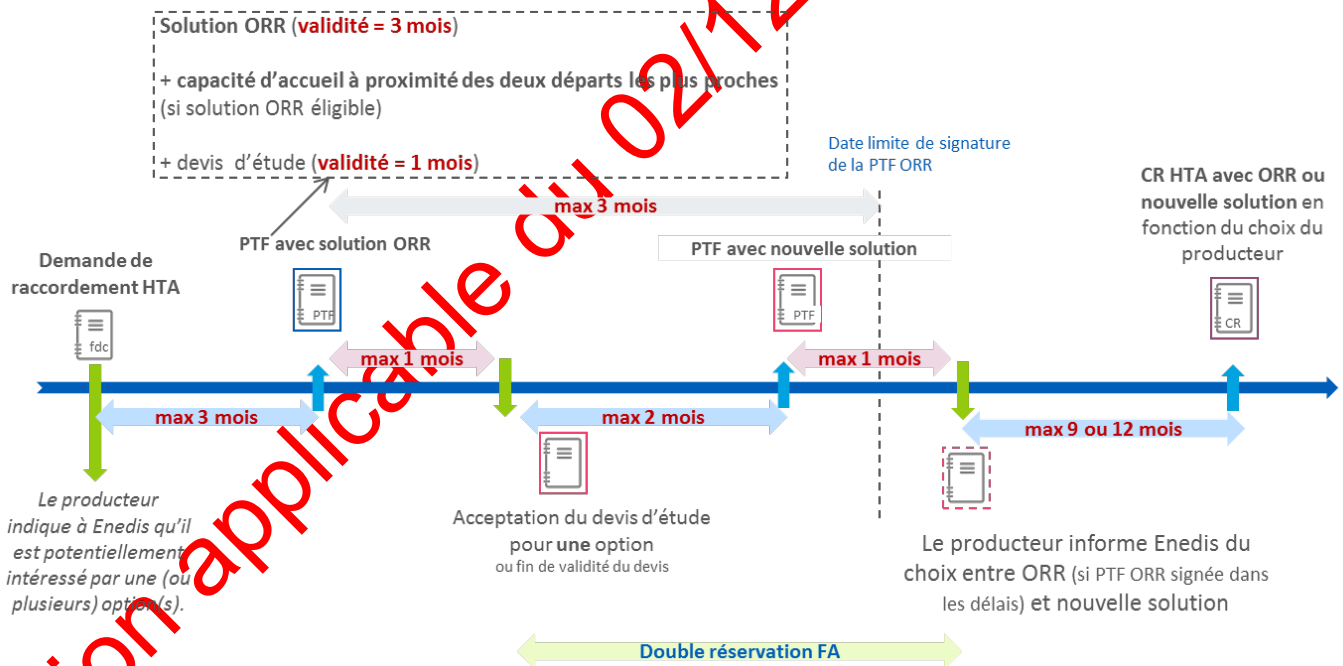 Solution ORR (validité = 3 mois)
+ capacité d’accueil à proximité des deux départs les plus proches
(si solution ORR éligible)
+ devis d’étude (validité = 1 mois)
Date limite de signature
de la PTF ORR
CR HTA avec ORR ou
nouvelle solution en
fonction du choix du
producteur
max 3 mois
PTF avec solution ORR
PTF avec nouvelle solution
Demande de
raccordement HTA
fdc
PTF
PTF
CR
max 1 mois
max 1 mois
max 3 mois
max 2 mois
max 9 ou 12 mois
Le producteur
indique à Enedis qu’il
est potentiellement
intéressé par une (ou
plusieurs) option(s).
Acceptation du devis d’étude
pour une option
ou fin de validité du devis
Le producteur informe Enedis du
choix entre ORR (si PTF ORR signée dans
les délais) et nouvelle solution
Double réservation FA
applicable du 02/12